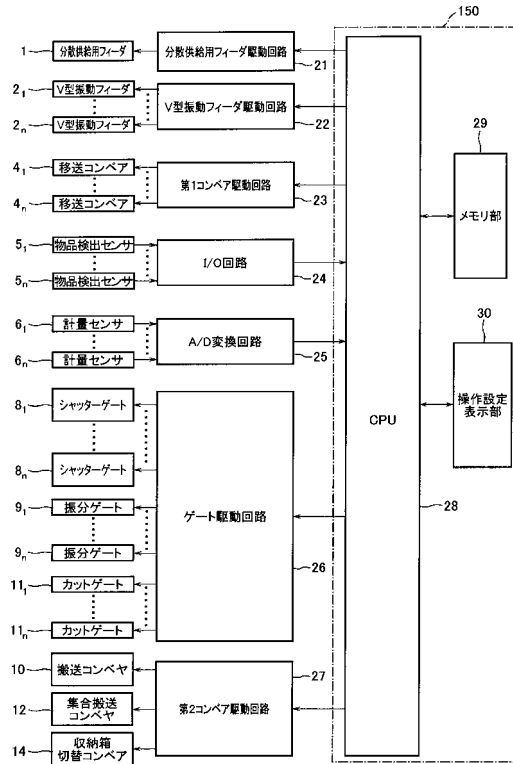 150
1 分散供給用フィーダ 分散供給用フィーダ駆動回路 21
2₁ V型振動フィーダ V型振動フィーダ駆動回路 22
2ₙ V型振動フィーダ
4₁ 移送コンベア 第1コンベア駆動回路 23
4ₙ 移送コンベア
5₁ 物品検出センサ I/O回路 24
5ₙ 物品検出センサ
6₁ 計量センサ A/D変換回路 25
6ₙ 計量センサ
8₁ シャッターゲート
8ₙ シャッターゲート
9₁ 振分ゲート ゲート駆動回路 26
9ₙ 振分ゲート
11₁ カットゲート
11ₙ カットゲート
10 搬送コンベヤ 第2コンベア駆動回路 27
12 集合搬送
コンベヤ
14 収納箱
切替コンベア
CPU 28
29
メモリ部
30
操作設定
表示部